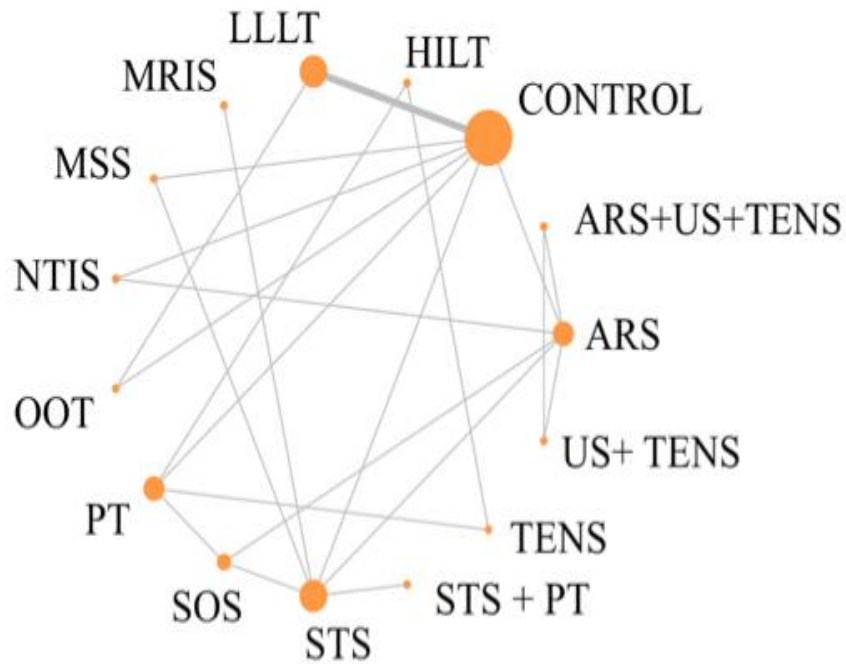 LLLT
HILT
MRIS
CONTROL
MSS
ARS+US+TENS
NTIS
ARS
OOT
US+ TENS
PT
TENS
SOS
STS + PT
STS